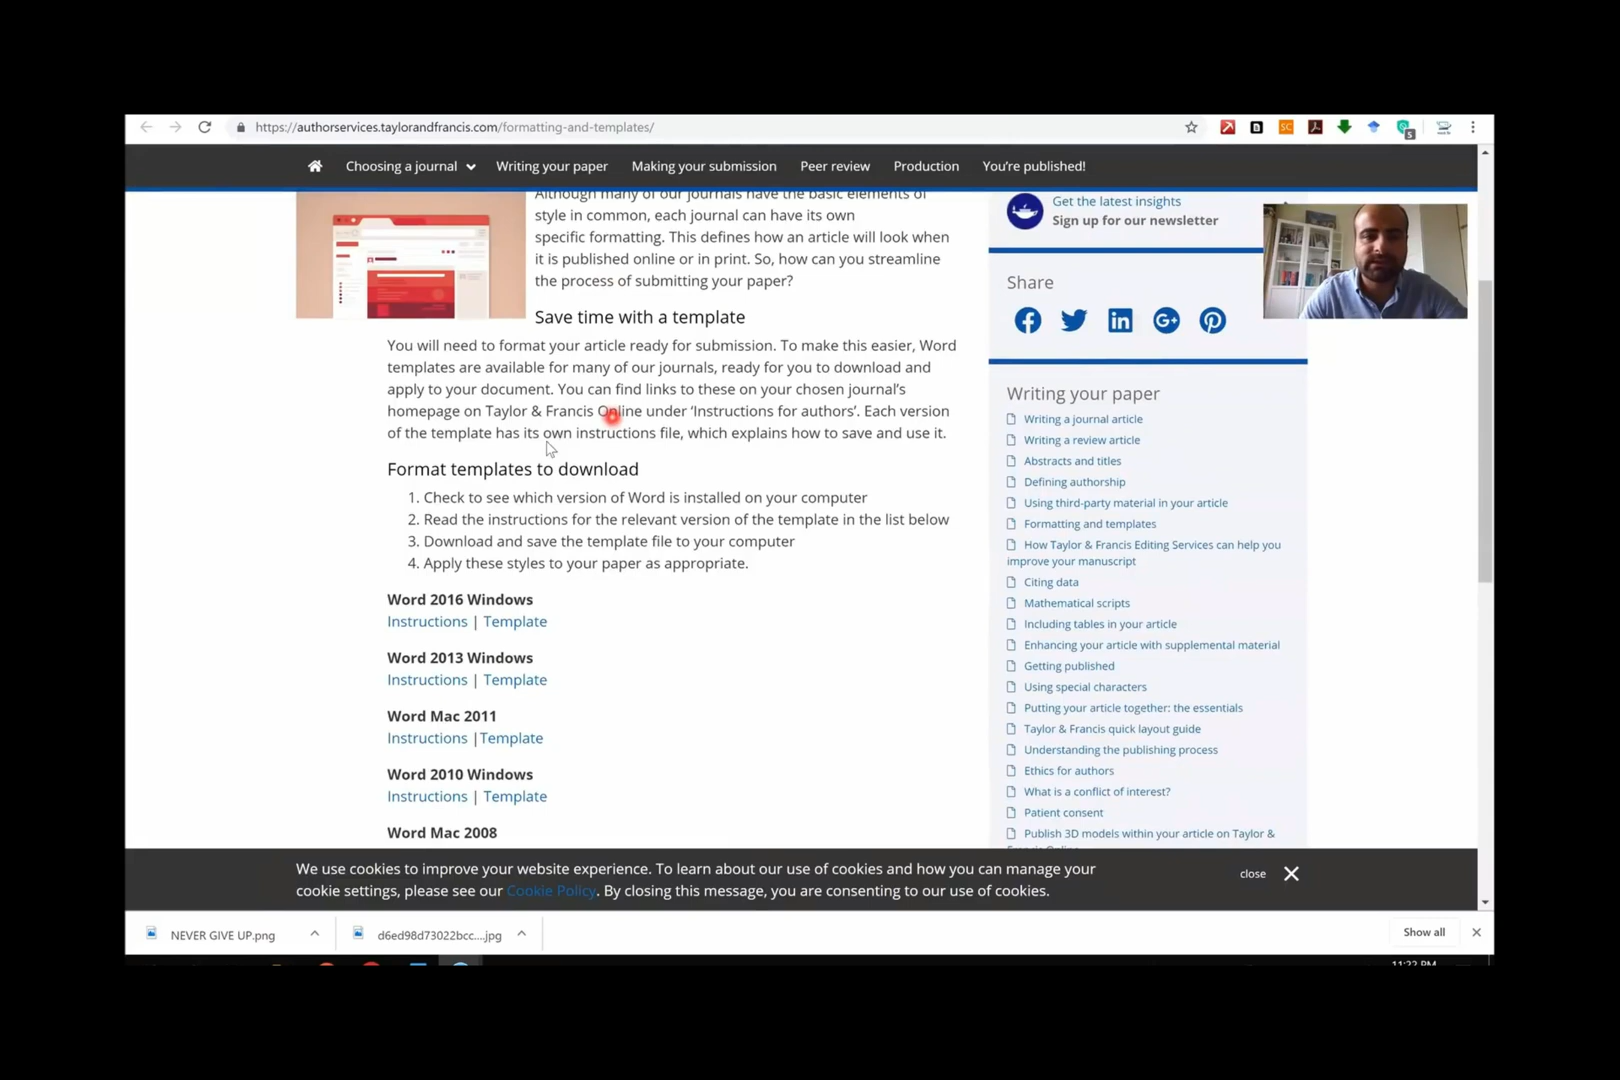 https://authorservices.taylorandfrancis.com/formatting-and-templates/
Choosing a journal
Writing your paper
Making your submission
Peer review
Production
You're published!
Although many of our journals have the basic elements of
style in common, each journal can have its own
specific formatting. This defines how an article will look when
it is published online or in print. So, how can you streamline
the process of submitting your paper?
Save time with a template
You will need to format your article ready for submission. To make this easier, Word
templates are available for many of our journals, ready for you to download and
apply to your document. You can find links to these on your chosen journal's
homepage on Taylor & Francis Online under 'Instructions for authors'. Each version
of the template has its own instructions file, which explains how to save and use it.
Format templates to download
1. Check to see which version of Word is installed on your computer
2. Read the instructions for the relevant version of the template in the list below
3. Download and save the template file to your computer
4. Apply these styles to your paper as appropriate.
Word 2016 Windows
Instructions | Template
Word 2013 Windows
Instructions | Template
Word Mac 2011
Instructions |Template
Word 2010 Windows
Instructions | Template
Word Mac 2008
Get the latest insights
Sign up for our newsletter
Share
Writing your paper
Writing a journal article
Writing a review article
Abstracts and titles
Defining authorship
Using third-party material in your article
Formatting and templates
How Taylor & Francis Editing Services can help you
improve your manuscript
Citing data
Mathematical scripts
Including tables in your article
Enhancing your article with supplemental material
Getting published
Using special characters
Putting your article together: the essentials
Taylor & Francis quick layout guide
Understanding the publishing process
Ethics for authors
What is a conflict of interest?
Patient consent
Publish 3D models within your article on Taylor &
We use cookies to improve your website experience. To learn about our use of cookies and how you can manage your
cookie settings, please see our Cookie Policy. By closing this message, you are consenting to our use of cookies.
close
NEVER GIVE UP.png
d6ed98d73022bcc....jpg
Show all
11:22 PM